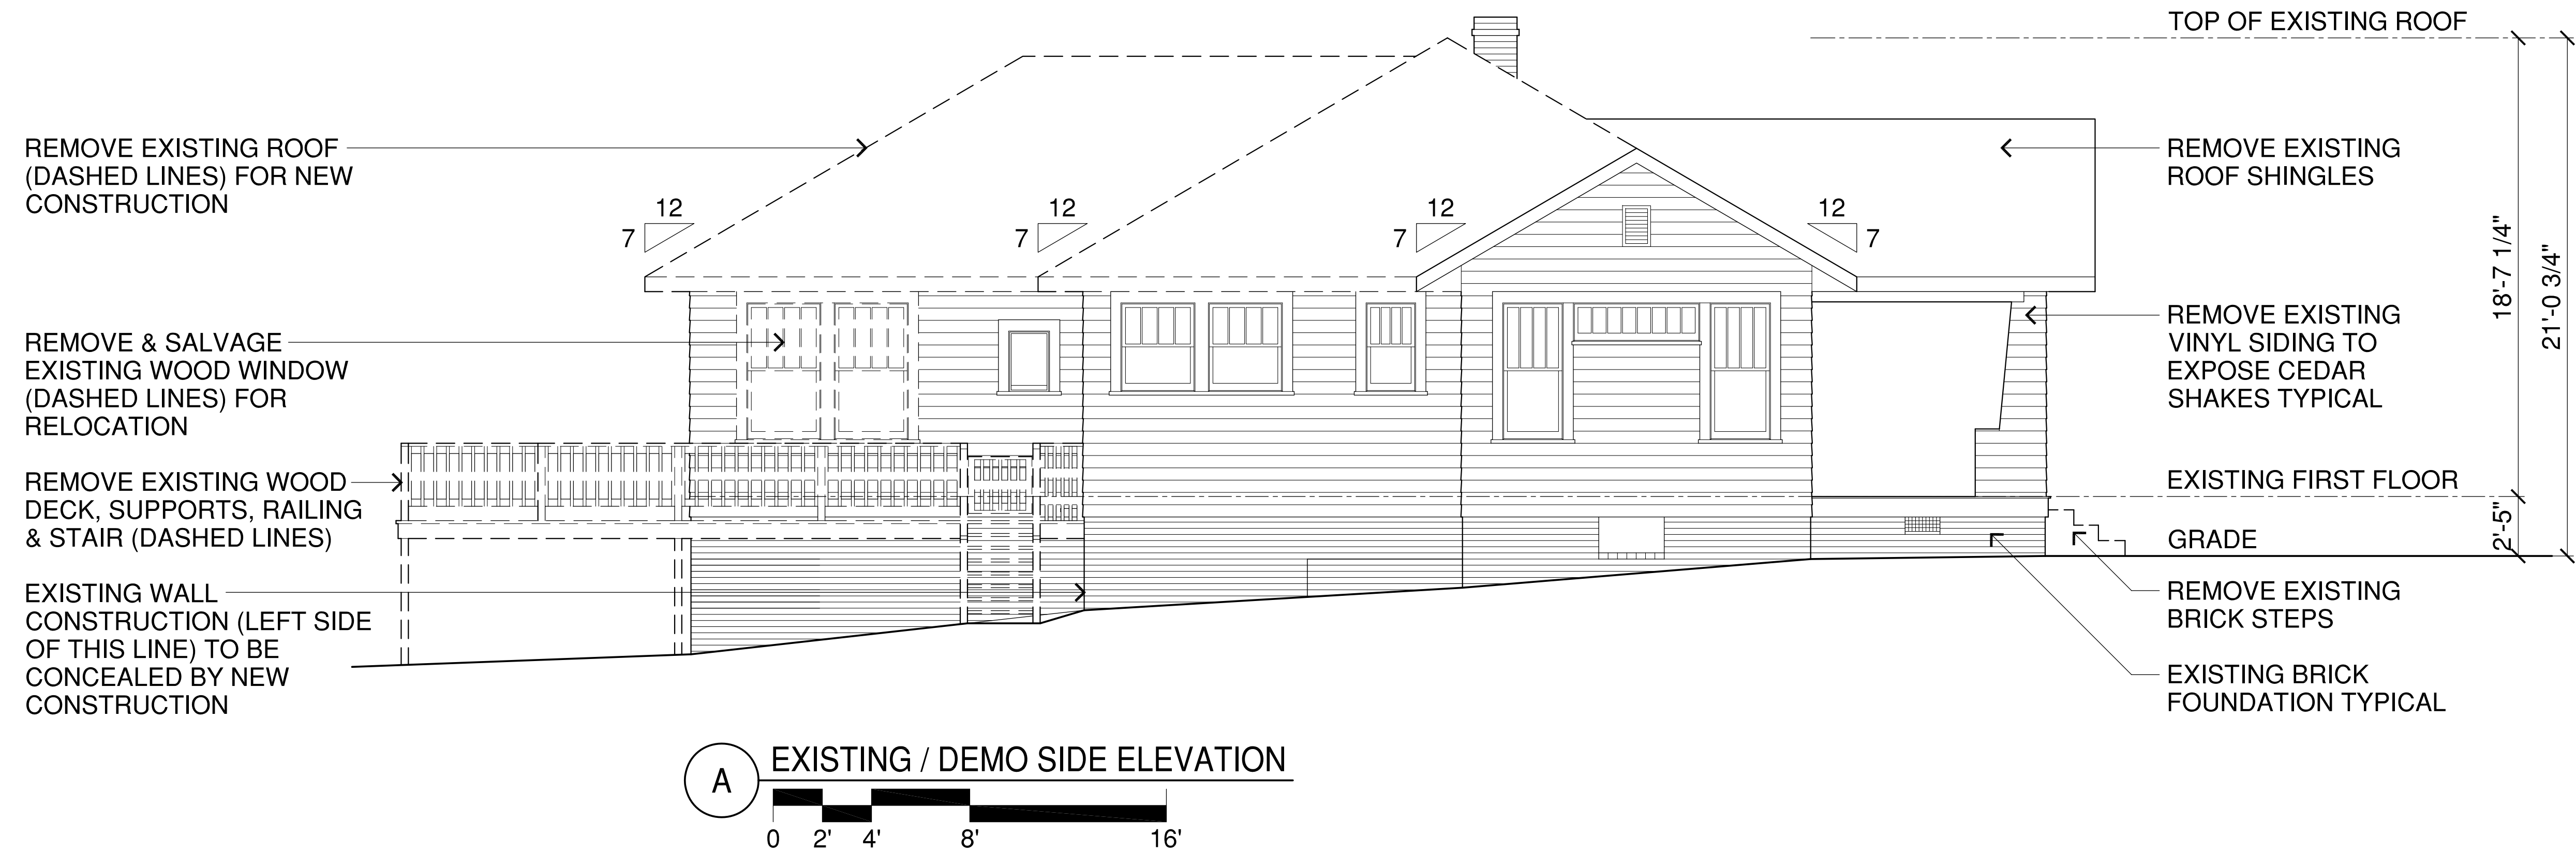 TOP OF EXISTING ROOF
REMOVE EXISTING ROOF
(DASHED LINES) FOR NEW
CONSTRUCTION
REMOVE EXISTING
ROOF SHINGLES
12
7
12
7
12
7
12
7
18'-7 1/4"
21'-0 3/4"
REMOVE & SALVAGE
EXISTING WOOD WINDOW
(DASHED LINES) FOR
RELOCATION
REMOVE EXISTING
VINYL SIDING TO
EXPOSE CEDAR
SHAKES TYPICAL
REMOVE EXISTING WOOD
DECK, SUPPORTS, RAILING
& STAIR (DASHED LINES)
EXISTING FIRST FLOOR
2'-5"
GRADE
EXISTING WALL
CONSTRUCTION (LEFT SIDE
OF THIS LINE) TO BE
CONCEALED BY NEW
CONSTRUCTION
REMOVE EXISTING
BRICK STEPS
EXISTING BRICK
FOUNDATION TYPICAL
A
EXISTING / DEMO SIDE ELEVATION
0 2' 4' 8' 16'